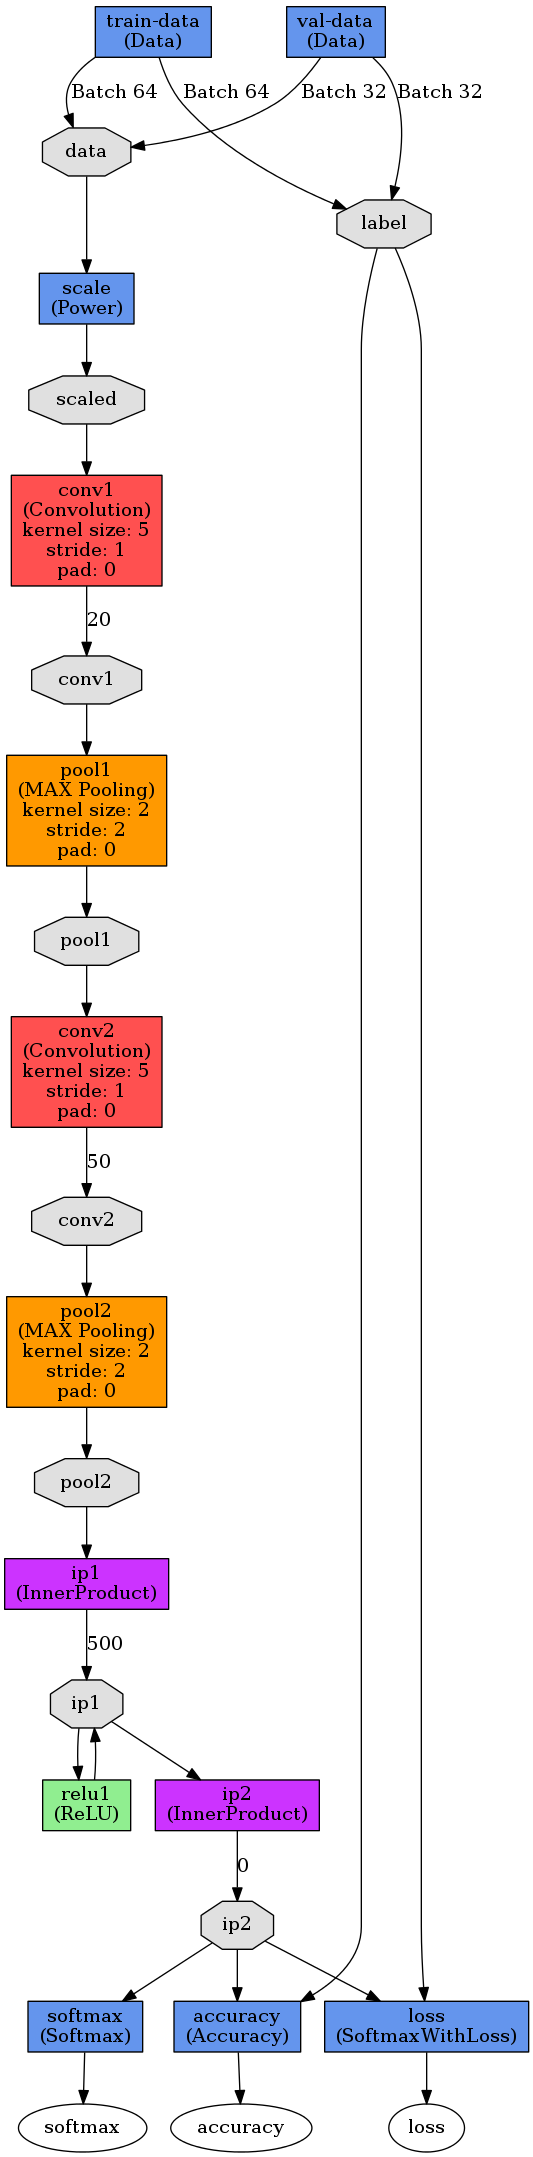 train-data
(Data)
val-data
(Data)
Batch 64
Batch 64
Batch 32
Batch 32
data
label
scale
(Power)
scaled
conv1
(Convolution)
kernel size: 5
stride: 1
pad: 0
20
conv1
pool1
(MAX Pooling)
kernel size: 2
stride: 2
pad: 0
pool1
conv2
(Convolution)
kernel size: 5
stride: 1
pad: 0
50
conv2
pool2
(MAX Pooling)
kernel size: 2
stride: 2
pad: 0
pool2
ip1
(InnerProduct)
500
ip1
relu1
(ReLU)
ip2
(InnerProduct)
0
ip2
softmax
(Softmax)
accuracy
(Accuracy)
loss
(SoftmaxWithLoss)
softmax
accuracy
loss